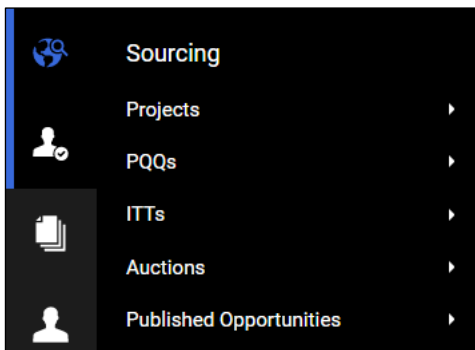 Sourcing
Projects
PQQs
ITTs
Auctions
Published Opportunities